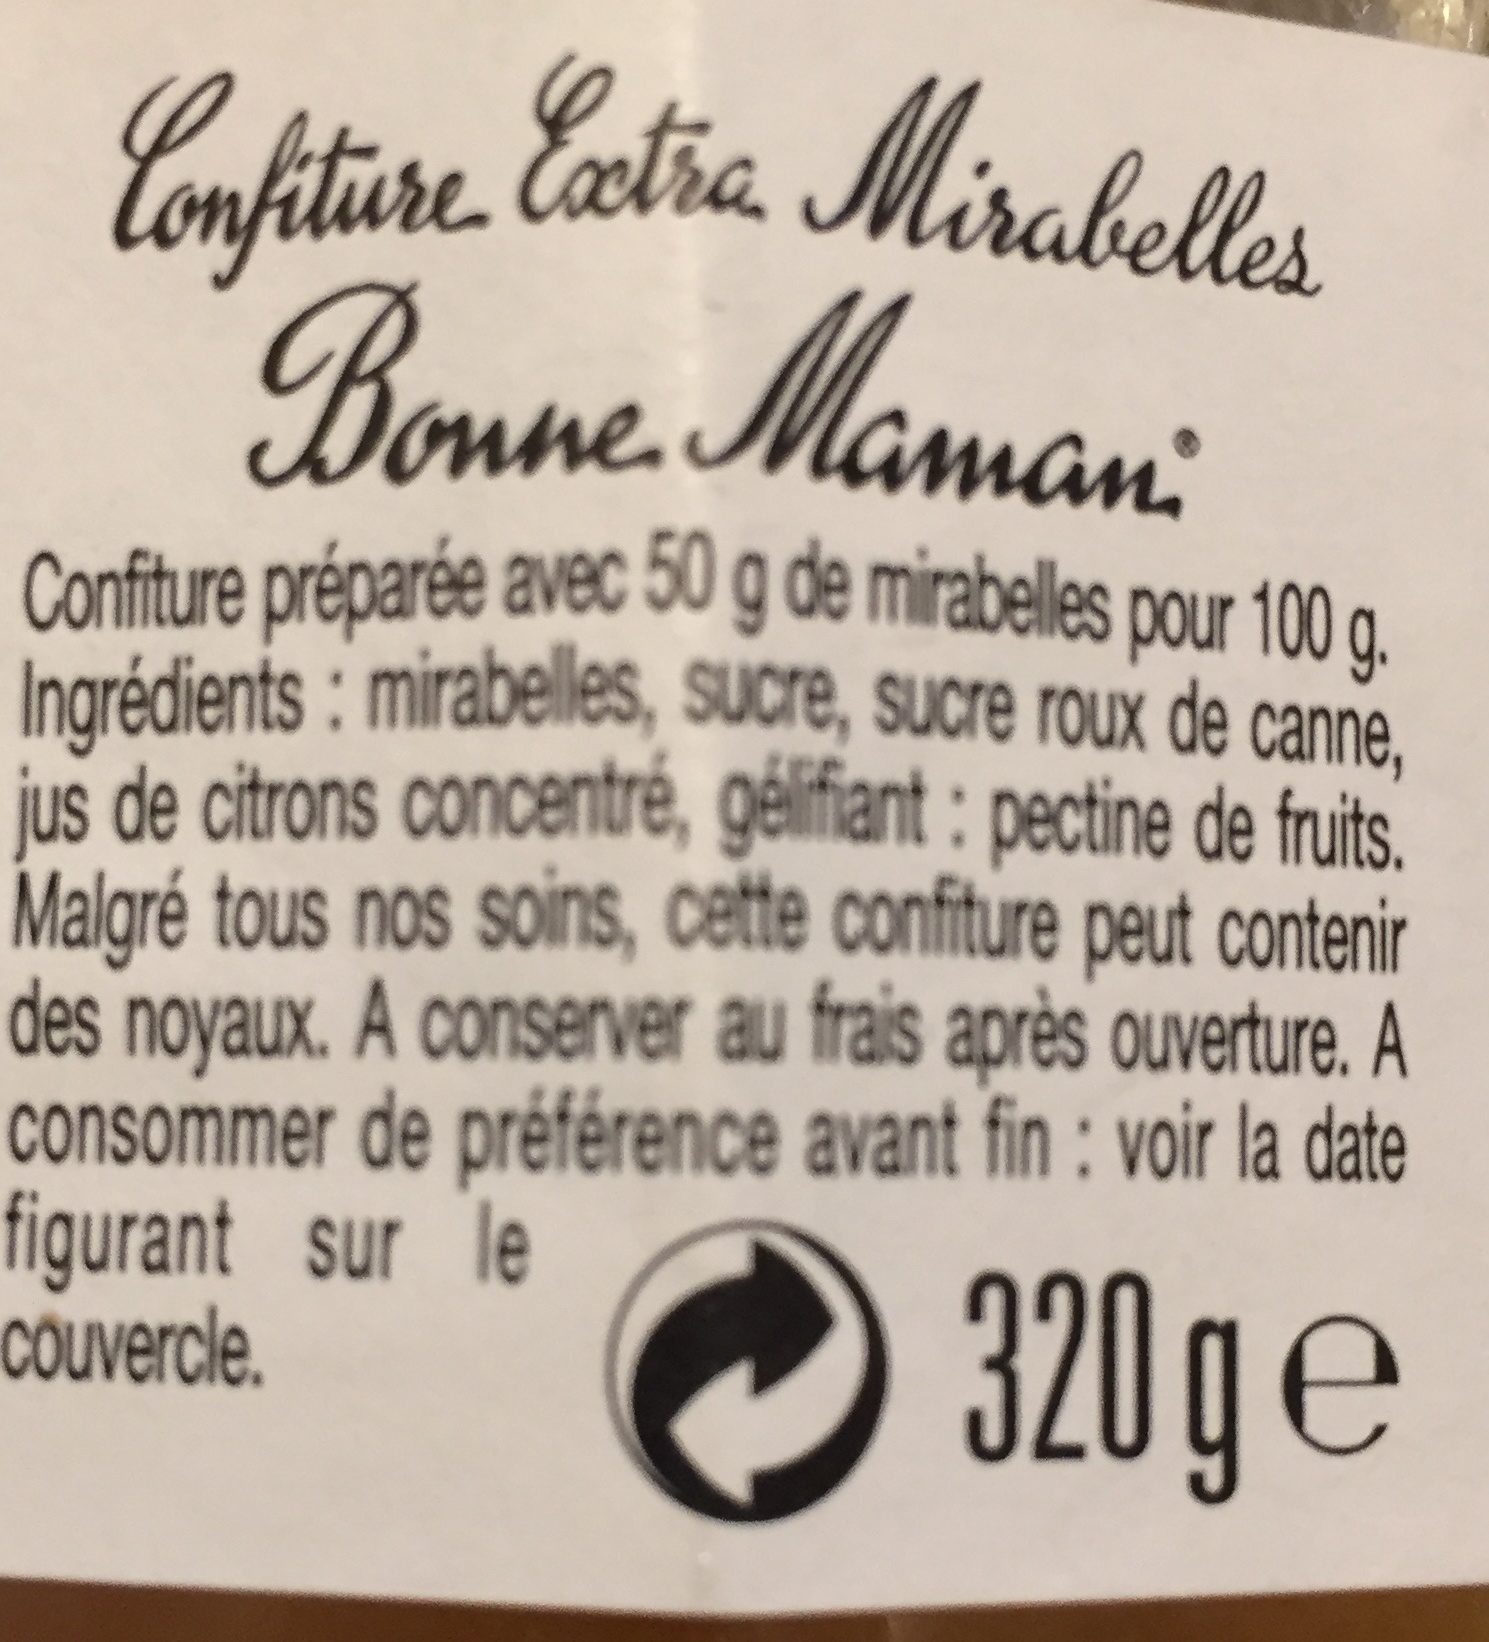 Confiture Extra Mirabelles
Bonne Maman®
Confiture préparée avec 50 g de mirabelles pour 100 g.
Ingrédients : mirabelles, sucre, sucre roux de canne,
jus de citrons concentré, gélifiant : pectine de fruits.
Malgré tous nos soins, cette confiture peut contenir
des noyaux. A conserver au frais après ouverture. A
consommer de préférence avant fin : voir la date
figurant sur le
couvercle.
320 g e